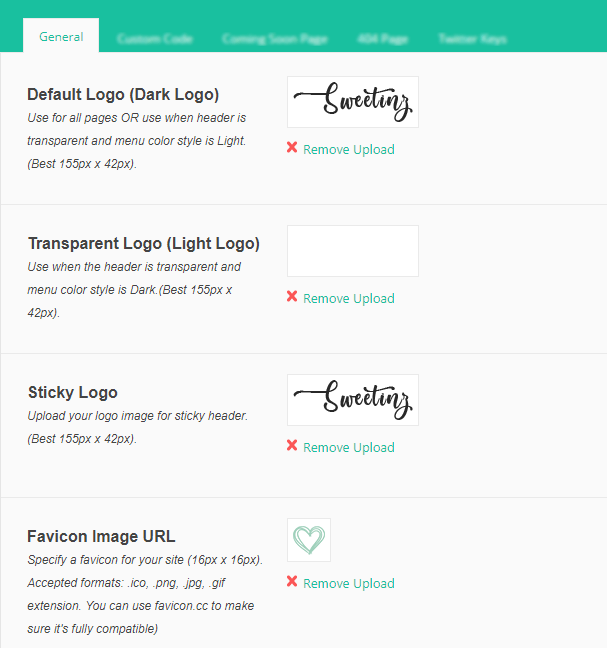 General
Custom Code
Coming Soon Page
404 Page
Twitter Keys
Default Logo (Dark Logo)
Use for all pages OR use when header is
transparent and menu color style is Light.
(Best 155px x 42px).
Sweetinz
Remove Upload
Transparent Logo (Light Logo)
Use when the header is transparent and
menu color style is Dark.(Best 155px x
42px).
Remove Upload
Sticky Logo
Upload your logo image for sticky header.
(Best 155px x 42px).
Sweetinz
Remove Upload
Favicon Image URL
Specify a favicon for your site (16px x 16px).
Accepted formats: .ico, .png, .jpg, .gif
extension. You can use favicon.cc to make
sure it's fully compatible)
Remove Upload